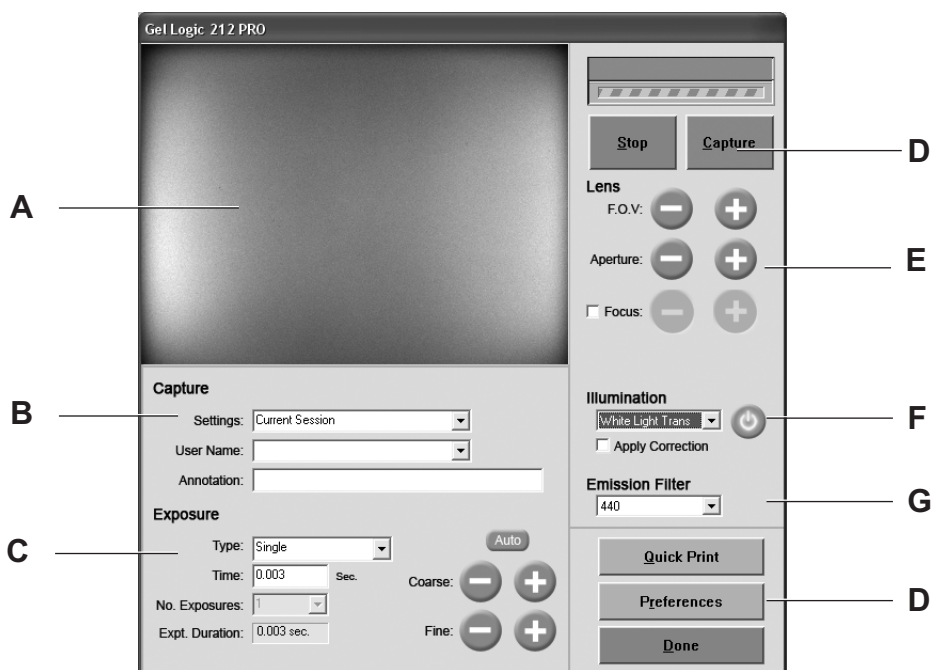 Gel Logic 212 PRO
Stop
Capture
D
Lens
F.O.V:
A
Aperture:
E
Focus:
Capture
B
Settings: Current Session
User Name:
Annotation:
Illumination
White Light Trans
F
Apply Correction
Emission Filter
440
G
Exposure
C
Type: Single
Auto
Time: 0.003 Sec.
Coarse:
No. Exposures: 1
Expt. Duration: 0.003 sec.
Fine:
Quick Print
Preferences
D
Done